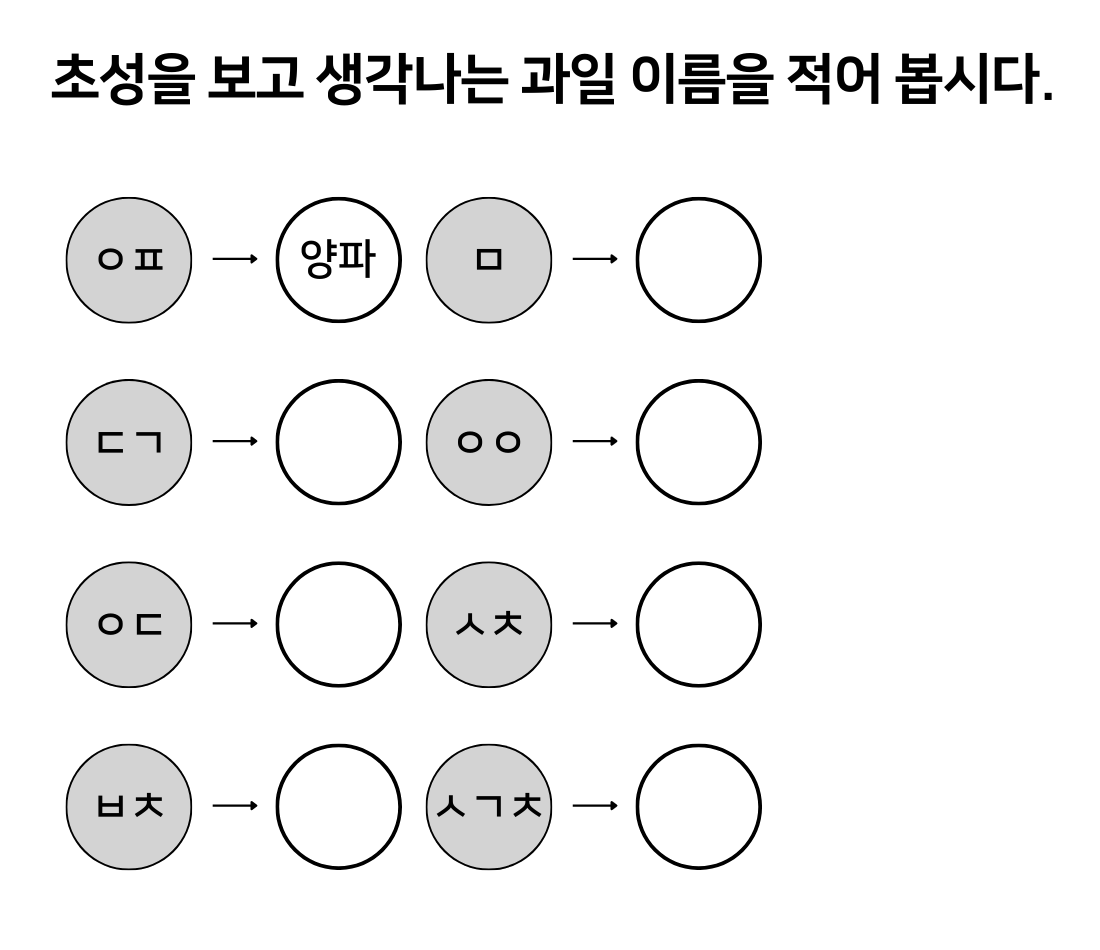 초성을 보고 생각나는 과일 이름을 적어 봅시다.
ㅇㅍ → 양파 ㅁ →
ㄷㄱ → ㅇㅇ →
ㅇㄷ → ㅅㅊ →
ㅂㅊ → ㅅㄱㅊ →